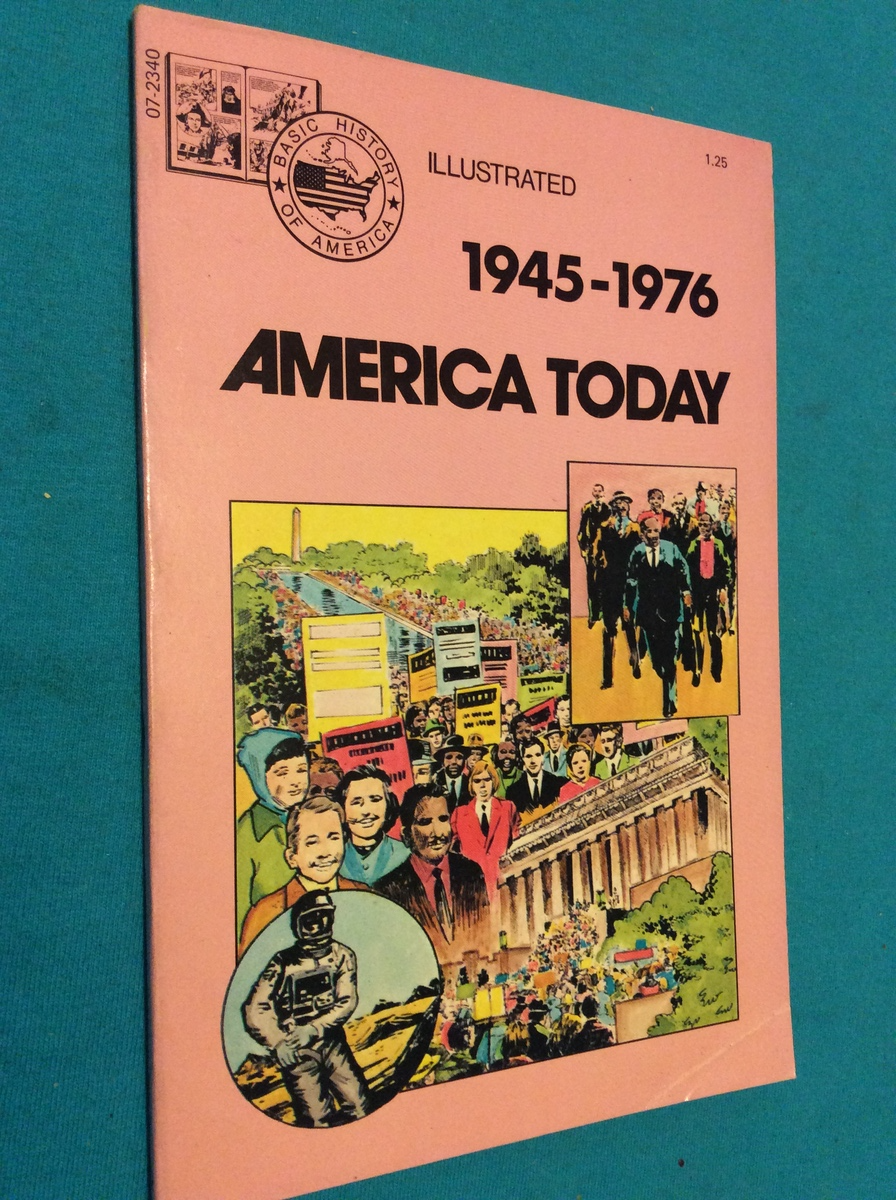 07-2340
BASIC HISTORY
OF AMERICA
ILLUSTRATED
1.25
1945-1976
AMERICA TODAY